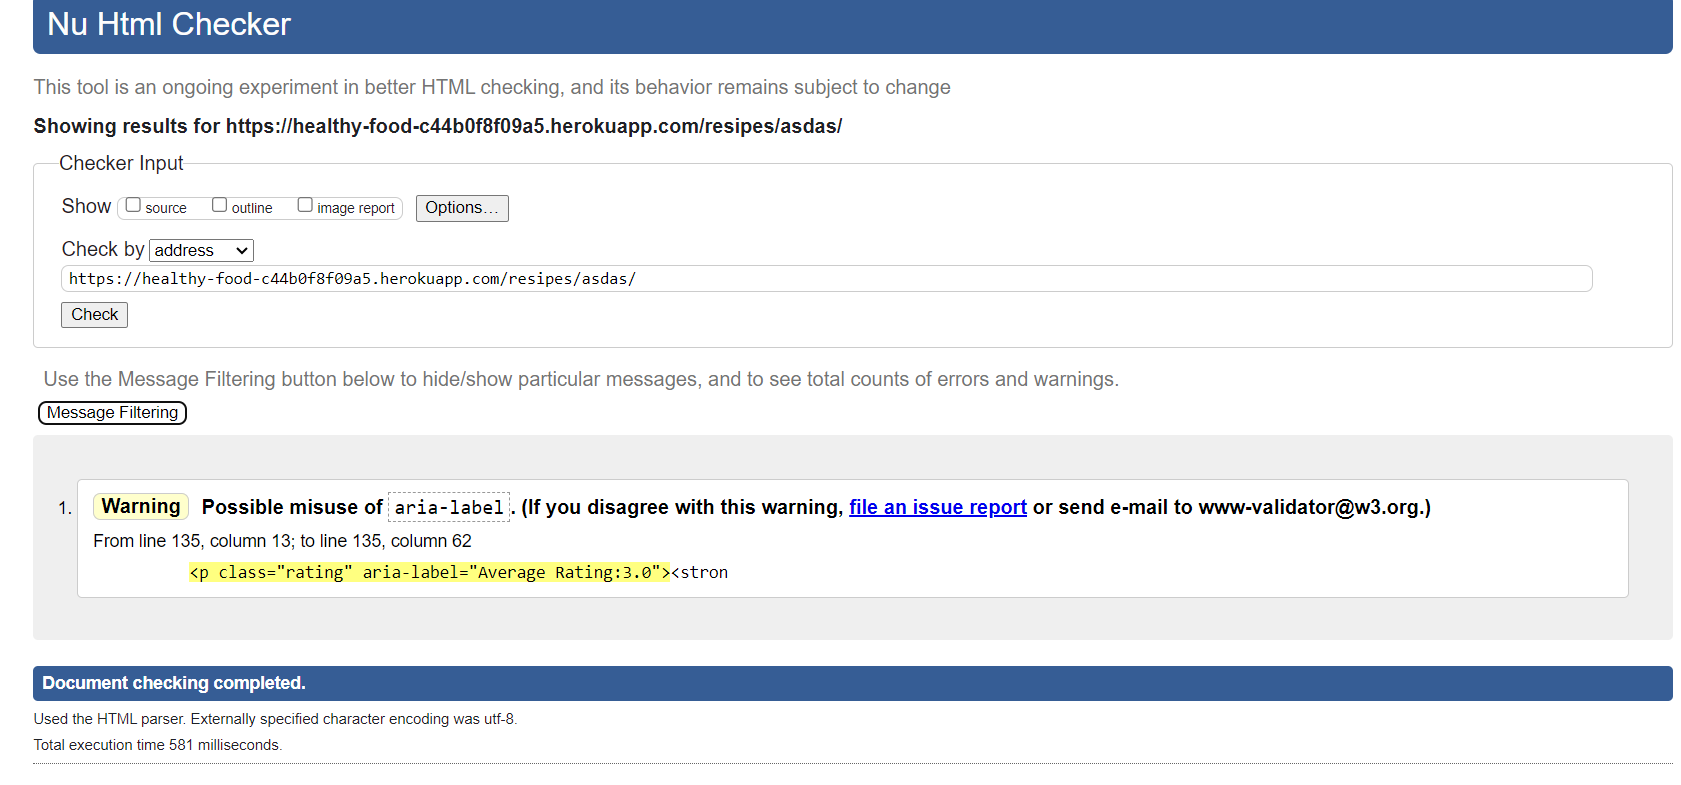 Nu Html Checker
This tool is an ongoing experiment in better HTML checking, and its behavior remains subject to change
Showing results for https://healthy-food-c44b0f8f09a5.herokuapp.com/resipes/asdas/
Checker Input
Show source outline image report Options...
Check by address
https://healthy-food-c44b0f8f09a5.herokuapp.com/resipes/asdas/
Check
Use the Message Filtering button below to hide/show particular messages, and to see total counts of errors and warnings.
Message Filtering
1. Warning Possible misuse of aria-label. (If you disagree with this warning, file an issue report or send e-mail to www-validator@w3.org.)
From line 135, column 13; to line 135, column 62
<p class="rating" aria-label="Average Rating:3.0"><stron
Document checking completed.
Used the HTML parser. Externally specified character encoding was utf-8.
Total execution time 581 milliseconds.